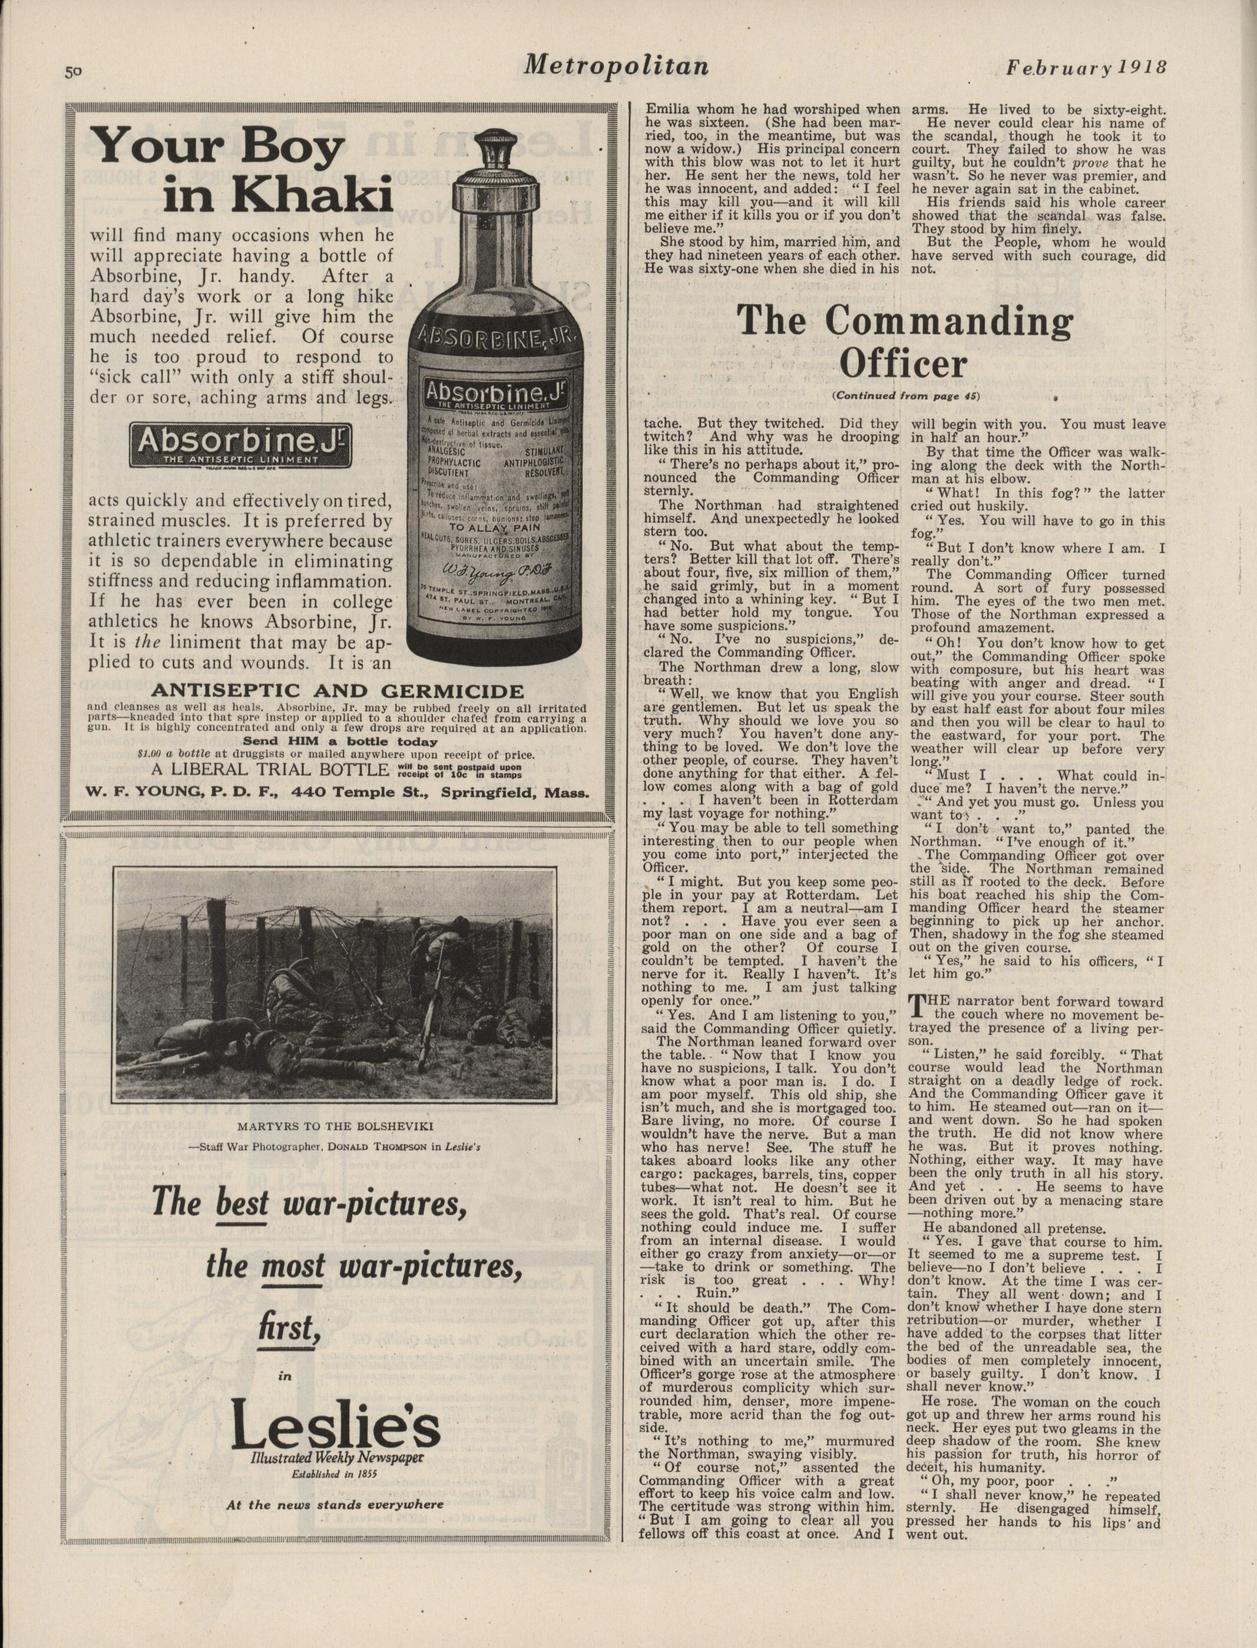 50
Metropolitan
February 1918
Your Boy
in Khaki
will find many occasions when he
will appreciate having a bottle of
Absorbine, Jr. handy. After a
hard day's work or a long hike
Absorbine, Jr. will give him the
much needed relief. Of course
he is too proud to respond to
“sick call” with only a stiff shoul-
der or sore, aching arms and legs.
Absorbine, Jr.
THE ANTISEPTIC LINIMENT
acts quickly and effectively on tired,
strained muscles. It is preferred by
athletic trainers everywhere because
it is so dependable in eliminating
stiffness and reducing inflammation.
If he has ever been in college
athletics he knows Absorbine, Jr.
It is the liniment that may be ap-
plied to cuts and wounds. It is an
ABSORBINE, JR.
Absorbine, Jr.
THE ANTISEPTIC LINIMENT
A safe Antiseptic and Germicide Liniment
composed of herbal extracts and essential oils
Non-destructive of tissue.
ANALGESIC STIMULANT
PROPHYLACTIC ANTIPHLOGISTIC
DISCUTIENT RESOLVENT
Prescribe and use:
To reduce inflammation and swellings,
TO ALLAY PAIN
HEAL CUTS, SORES, ULCERS, BOILS, ABSCESSES
PYORRHEA AND SINUSES
MANUFACTURED BY
W. F. Young, P.D.F.
TEMPLE ST., SPRINGFIELD, MASS., U.S.A.
474 ST. PAUL ST. MONTREAL, CAN.
NEW LABEL COPYRIGHTED
BY W. F. YOUNG
ANTISEPTIC AND GERMICIDE
and cleanses as well as heals. Absorbine, Jr. may be rubbed freely on all irritated
parts—kneaded into that spre instep or applied to a shoulder chafed from carrying a
gun. It is highly concentrated and only a few drops are required at an application.
Send HIM a bottle today
$1.00 a bottle at druggists or mailed anywhere upon receipt of price.
A LIBERAL TRIAL BOTTLE will be sent postpaid upon
receipt of 10c in stamps
W. F. YOUNG, P. D. F., 440 Temple St., Springfield, Mass.
MARTYRS TO THE BOLSHEVIKI
—Staff War Photographer, DONALD THOMPSON in Leslie's
The best war-pictures,
the most war-pictures,
first,
in
Leslie's
Illustrated Weekly Newspaper
Established in 1855
At the news stands everywhere
Emilia whom he had worshiped when
he was sixteen. (She had been mar-
ried, too, in the meantime, but was
now a widow.) His principal concern
with this blow was not to let it hurt
her. He sent her the news, told her
he was innocent, and added: “I feel
this may kill you—and it will kill
me either if it kills you or if you don't
believe me.”
She stood by him, married him, and
they had nineteen years of each other.
He was sixty-one when she died in his
arms. He lived to be sixty-eight.
He never could clear his name of
the scandal, though he took it to
court. They failed to show he was
guilty, but he couldn't prove that he
wasn't. So he never was premier, and
he never again sat in the cabinet.
His friends said his whole career
showed that the scandal was false.
They stood by him finely.
But the People, whom he would
have served with such courage, did
not.
The Commanding
Officer
(Continued from page 45)
tache. But they twitched. Did they
twitch? And why was he drooping
like this in his attitude.
“There's no perhaps about it,” pro-
nounced the Commanding Officer
sternly.
The Northman had straightened
himself. And unexpectedly he looked
stern too.
“No. But what about the temp-
ters? Better kill that lot off. There's
about four, five, six million of them,”
he said grimly, but in a moment
changed into a whining key. “But I
had better hold my tongue. You
have some suspicions.”
“No. I've no suspicions,” de-
clared the Commanding Officer.
The Northman drew a long, slow
breath:
“Well, we know that you English
are gentlemen. But let us speak the
truth. Why should we love you so
very much? You haven't done any-
thing to be loved. We don't love the
other people, of course. They haven't
done anything for that either. A fel-
low comes along with a bag of gold
. . . I haven't been in Rotterdam
my last voyage for nothing.”
“You may be able to tell something
interesting then to our people when
you come into port,” interjected the
Officer.
“I might. But you keep some peo-
ple in your pay at Rotterdam. Let
them report. I am a neutral—am I
not? . . . Have you ever seen a
poor man on one side and a bag of
gold on the other? Of course I
couldn't be tempted. I haven't the
nerve for it. Really I haven't. It's
nothing to me. I am just talking
openly for once.”
“Yes. And I am listening to you,”
said the Commanding Officer quietly.
The Northman leaned forward over
the table. “Now that I know you
have no suspicions, I talk. You don't
know what a poor man is. I do. I
am poor myself. This old ship, she
isn't much, and she is mortgaged too.
Bare living, no more. Of course I
wouldn't have the nerve. But a man
who has nerve! See. The stuff he
takes aboard looks like any other
cargo: packages, barrels, tins, copper
tubes—what not. He doesn't see it
work. It isn't real to him. But he
sees the gold. That's real. Of course
nothing could induce me. I suffer
from an internal disease. I would
either go crazy from anxiety—or—or
—take to drink or something. The
risk is too great . . . Why!
. . . Ruin.”
“It should be death.” The Com-
manding Officer got up, after this
curt declaration which the other re-
ceived with a hard stare, oddly com-
bined with an uncertain smile. The
Officer's gorge rose at the atmosphere
of murderous complicity which sur-
rounded him, denser, more impene-
trable, more acrid than the fog out-
side.
“It's nothing to me,” murmured
the Northman, swaying visibly.
“Of course not,” assented the
Commanding Officer with a great
effort to keep his voice calm and low.
The certitude was strong within him.
“But I am going to clear all you
fellows off this coast at once. And I
will begin with you. You must leave
in half an hour.”
By that time the Officer was walk-
ing along the deck with the North-
man at his elbow.
“What! In this fog?” the latter
cried out huskily.
“Yes. You will have to go in this
fog.”
“But I don't know where I am. I
really don't.”
The Commanding Officer turned
round. A sort of fury possessed
him. The eyes of the two men met.
Those of the Northman expressed a
profound amazement.
“Oh! You don't know how to get
out,” the Commanding Officer spoke
with composure, but his heart was
beating with anger and dread. “I
will give you your course. Steer south
by east half east for about four miles
and then you will be clear to haul to
the eastward, for your port. The
weather will clear up before very
long.”
“Must I . . . What could in-
duce me? I haven't the nerve.”
“And yet you must go. Unless you
want to . . .”
“I don't want to,” panted the
Northman. “I've enough of it.”
The Commanding Officer got over
the side. The Northman remained
still as if rooted to the deck. Before
his boat reached his ship the Com-
manding Officer heard the steamer
beginning to pick up her anchor.
Then, shadowy in the fog she steamed
out on the given course.
“Yes,” he said to his officers, “I
let him go.”
THE narrator bent forward toward
the couch where no movement be-
trayed the presence of a living per-
son.
“Listen,” he said forcibly. “That
course would lead the Northman
straight on a deadly ledge of rock.
And the Commanding Officer gave it
to him. He steamed out—ran on it—
and went down. So he had spoken
the truth. He did not know where
he was. But it proves nothing.
Nothing, either way. It may have
been the only truth in all his story.
And yet . . . He seems to have
been driven out by a menacing stare
—nothing more.”
He abandoned all pretense.
“Yes. I gave that course to him.
It seemed to me a supreme test. I
believe—no I don't believe . . . I
don't know. At the time I was cer-
tain. They all went down; and I
don't know whether I have done stern
retribution—or murder, whether I
have added to the corpses that litter
the bed of the unreadable sea, the
bodies of men completely innocent,
or basely guilty. I don't know. I
shall never know.”
He rose. The woman on the couch
got up and threw her arms round his
neck. Her eyes put two gleams in the
deep shadow of the room. She knew
his passion for truth, his horror of
deceit, his humanity.
“Oh, my poor, poor . . .”
“I shall never know,” he repeated
sternly. He disengaged himself,
pressed her hands to his lips and
went out.